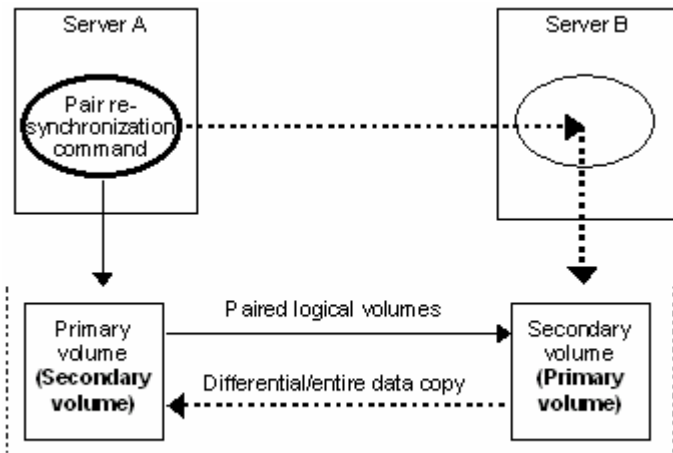 Server A
Server B
Pair re-
synchronization
command
Paired logical volumes
Primary
volume
(Secondary
volume)
Secondary
volume
(Primary
volume)
Differential/entire data copy